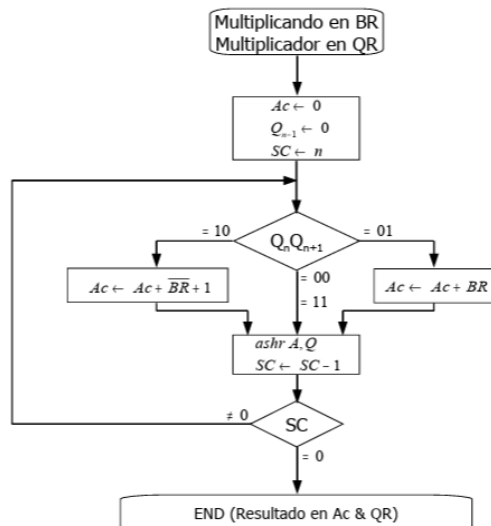 Multiplicando en BR
Multiplicador en QR
Ac ← 0
Qₙ₋₁ ← 0
SC ← n
= 10
= 01
QₙQₙ₊₁
Ac ← Ac + B̅R̅ + 1
= 00
= 11
Ac ← Ac + BR
ashr A,Q
SC ← SC - 1
≠ 0
SC
= 0
END (Resultado en Ac & QR)